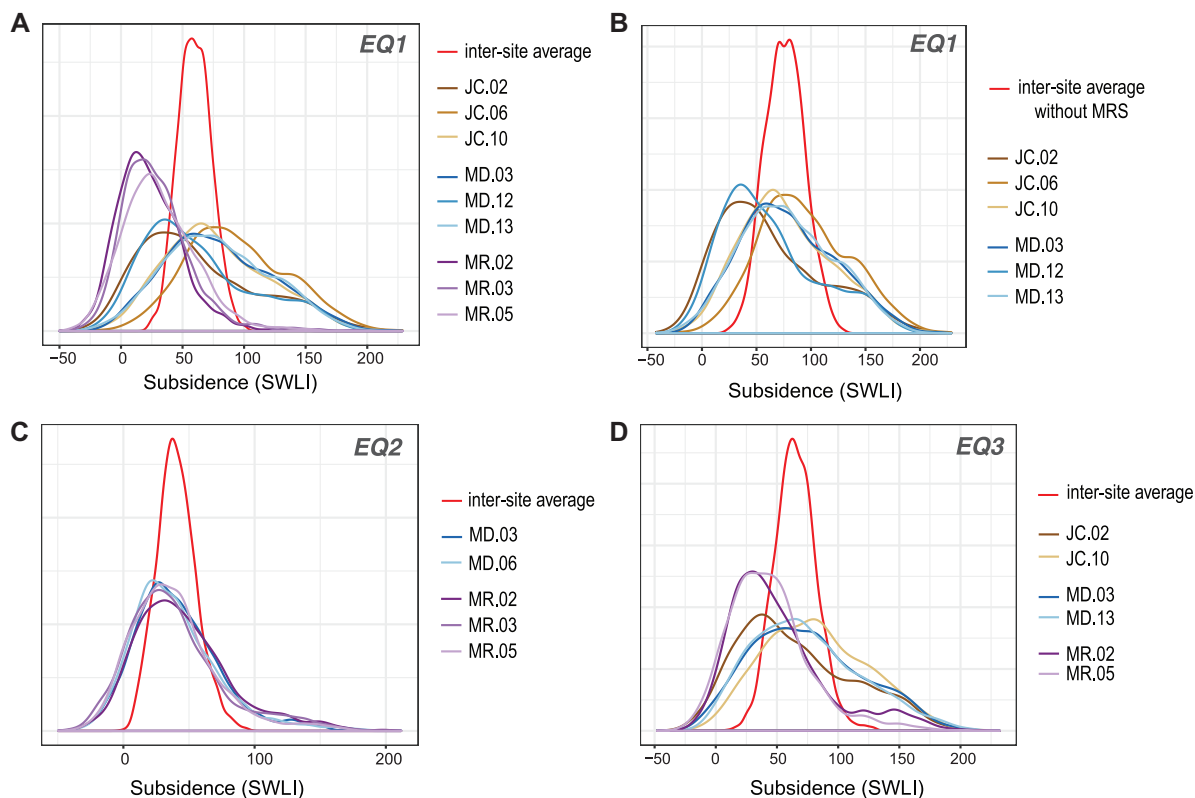 A
EQ1
inter-site average
JC.02
JC.06
JC.10
MD.03
MD.12
MD.13
MR.02
MR.03
MR.05
−50 0 50 100 150 200
Subsidence (SWLI)
B
EQ1
inter-site average
without MRS
JC.02
JC.06
JC.10
MD.03
MD.12
MD.13
−50 0 50 100 150 200
Subsidence (SWLI)
C
EQ2
inter-site average
MD.03
MD.06
MR.02
MR.03
MR.05
0 100 200
Subsidence (SWLI)
D
EQ3
inter-site average
JC.02
JC.10
MD.03
MD.13
MR.02
MR.05
−50 0 50 100 150 200
Subsidence (SWLI)